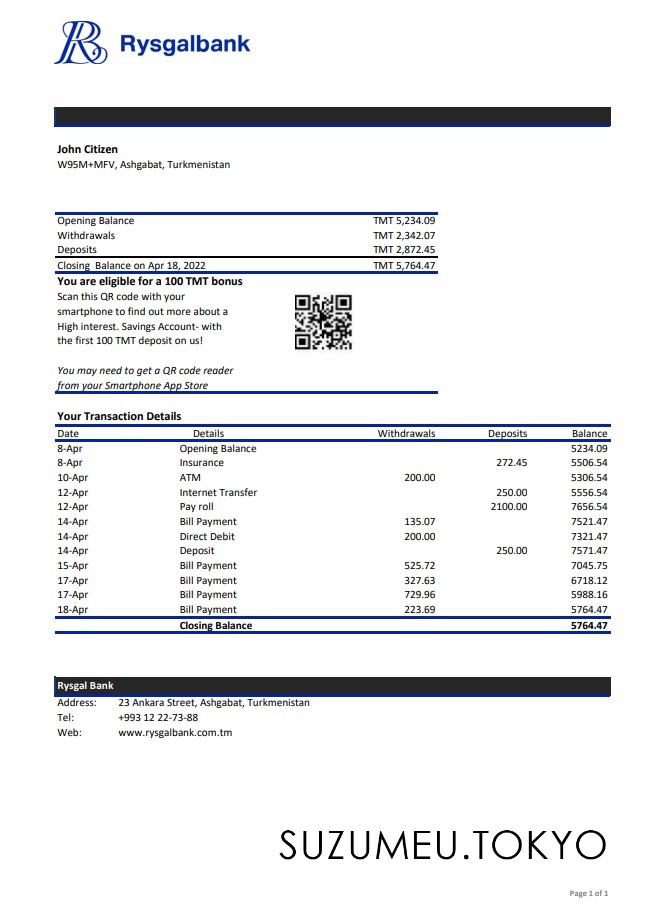 Rysgalbank
John Citizen
W95M+MFV, Ashgabat, Turkmenistan
Opening Balance TMT 5,234.09
Withdrawals TMT 2,342.07
Deposits TMT 2,872.45
Closing Balance on Apr 18, 2022 TMT 5,764.47
You are eligible for a 100 TMT bonus
Scan this QR code with your
smartphone to find out more about a
High interest. Savings Account- with
the first 100 TMT deposit on us!
You may need to get a QR code reader
from your Smartphone App Store
Your Transaction Details
Date Details Withdrawals Deposits Balance
8-Apr Opening Balance 5234.09
8-Apr Insurance 272.45 5506.54
10-Apr ATM 200.00 5306.54
12-Apr Internet Transfer 250.00 5556.54
12-Apr Pay roll 2100.00 7656.54
14-Apr Bill Payment 135.07 7521.47
14-Apr Direct Debit 200.00 7321.47
14-Apr Deposit 250.00 7571.47
15-Apr Bill Payment 525.72 7045.75
17-Apr Bill Payment 327.63 6718.12
17-Apr Bill Payment 729.96 5988.16
18-Apr Bill Payment 223.69 5764.47
Closing Balance 5764.47
Rysgal Bank
Address: 23 Ankara Street, Ashgabat, Turkmenistan
Tel: +993 12 22-73-88
Web: www.rysgalbank.com.tm
SUZUMEU.TOKYO
Page 1 of 1